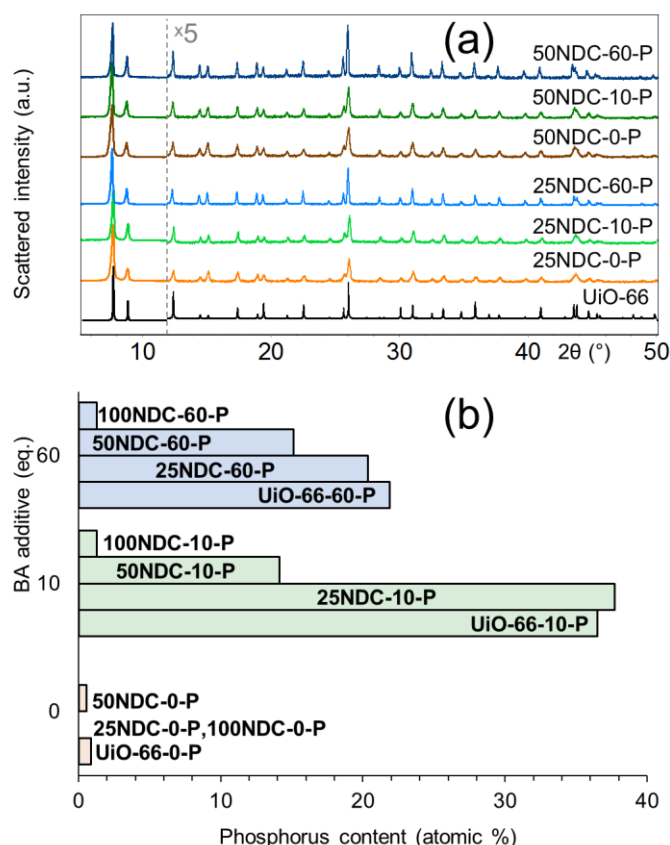 ×5
(a)
50NDC-60-P
50NDC-10-P
50NDC-0-P
25NDC-60-P
25NDC-10-P
25NDC-0-P
UiO-66
Scattered intensity (a.u.)
10 20 30 40 2θ (°) 50
(b)
BA additive (eq.)
100NDC-60-P
50NDC-60-P
60
25NDC-60-P
UiO-66-60-P
100NDC-10-P
50NDC-10-P
10
25NDC-10-P
UiO-66-10-P
50NDC-0-P
0
25NDC-0-P,100NDC-0-P
UiO-66-0-P
0 10 20 30 40
Phosphorus content (atomic %)